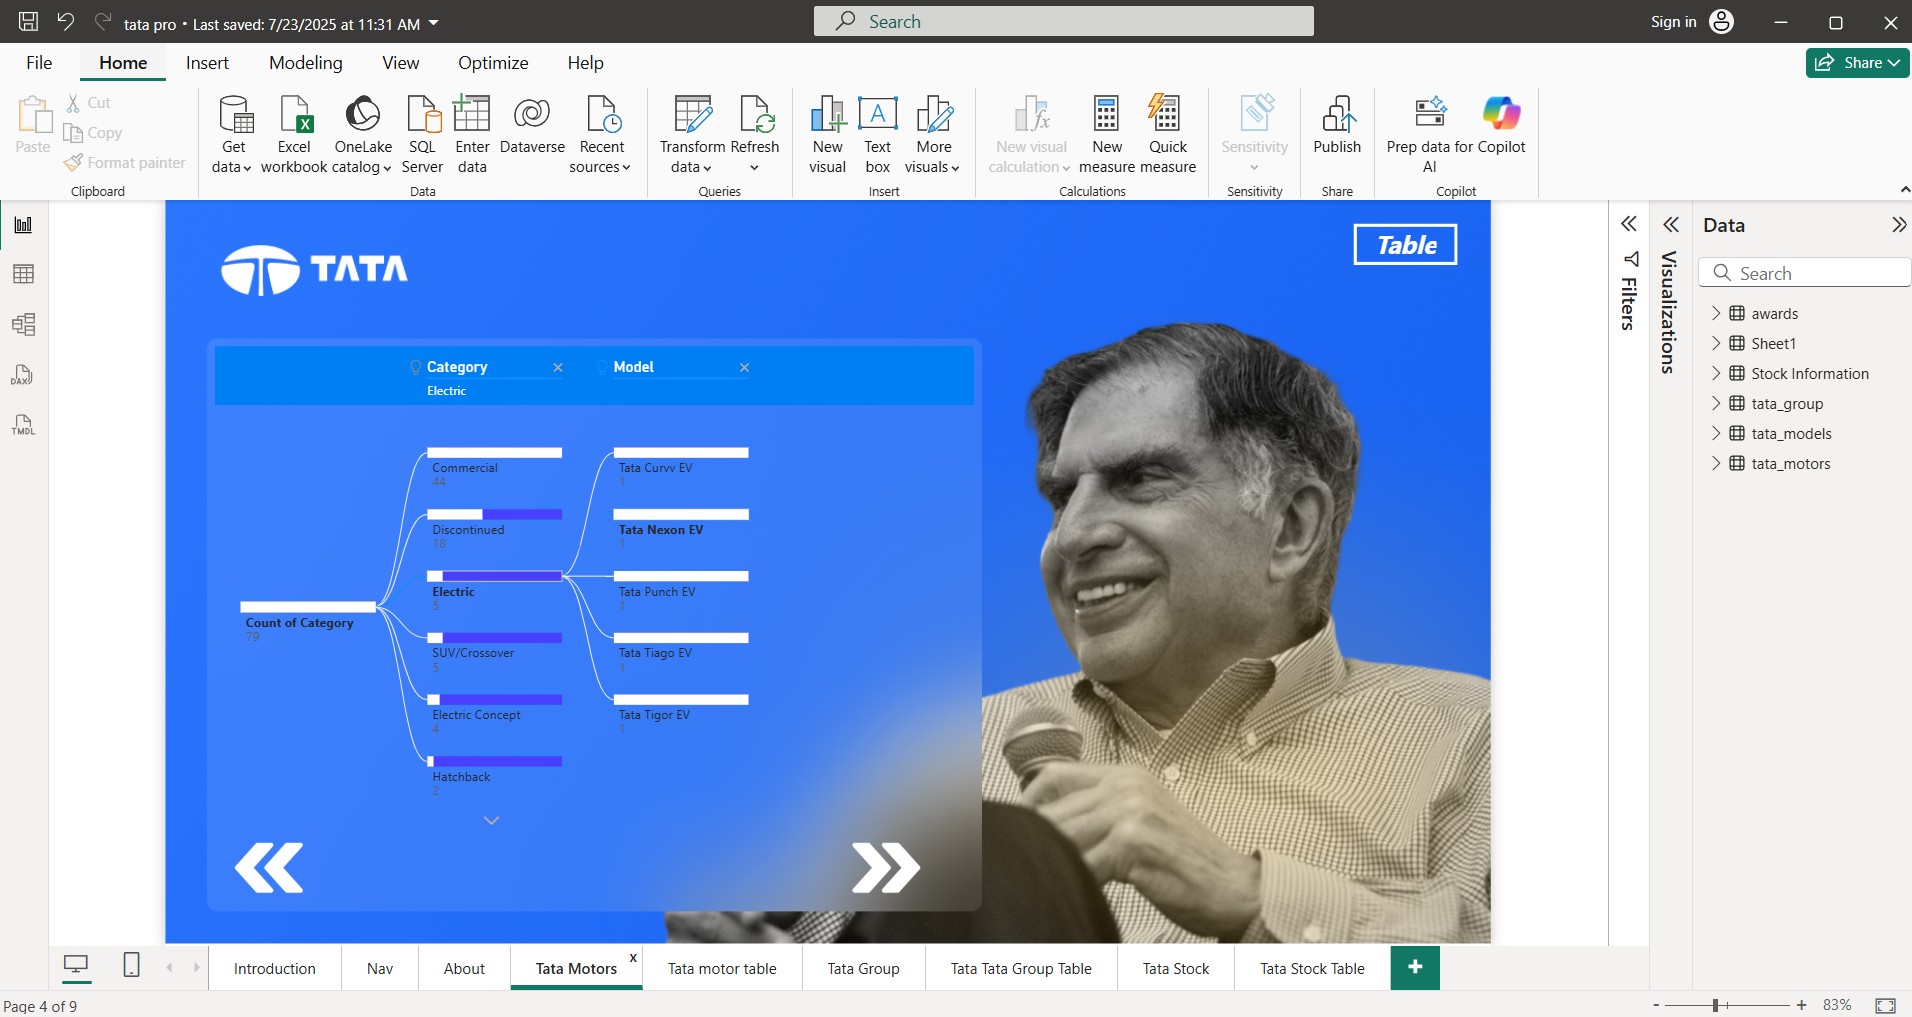 tata pro • Last saved: 7/23/2025 at 11:31 AM
Search
Sign in
File
Home
Insert
Modeling
View
Optimize
Help
Share
Paste
Cut
Copy
Format painter
Clipboard
Get data
Excel workbook
OneLake catalog
SQL Server
Enter data
Dataverse
Recent sources
Data
Transform data
Refresh
Queries
New visual
Text box
More visuals
Insert
New visual calculation
New measure
Quick measure
Calculations
Sensitivity
Sensitivity
Publish
Share
Prep data for AI
Copilot
Copilot
DAX
TMDL
TATA
Table
Category
Electric
Model
Count of Category
79
Commercial
44
Discontinued
18
Electric
5
SUV/Crossover
5
Electric Concept
4
Hatchback
2
Tata Curvv EV
1
Tata Nexon EV
1
Tata Punch EV
1
Tata Tiago EV
1
Tata Tigor EV
1
Filters
Visualizations
Data
Search
awards
Sheet1
Stock Information
tata_group
tata_models
tata_motors
Introduction
Nav
About
Tata Motors
x
Tata motor table
Tata Group
Tata Tata Group Table
Tata Stock
Tata Stock Table
+
Page 4 of 9
-
+
83%